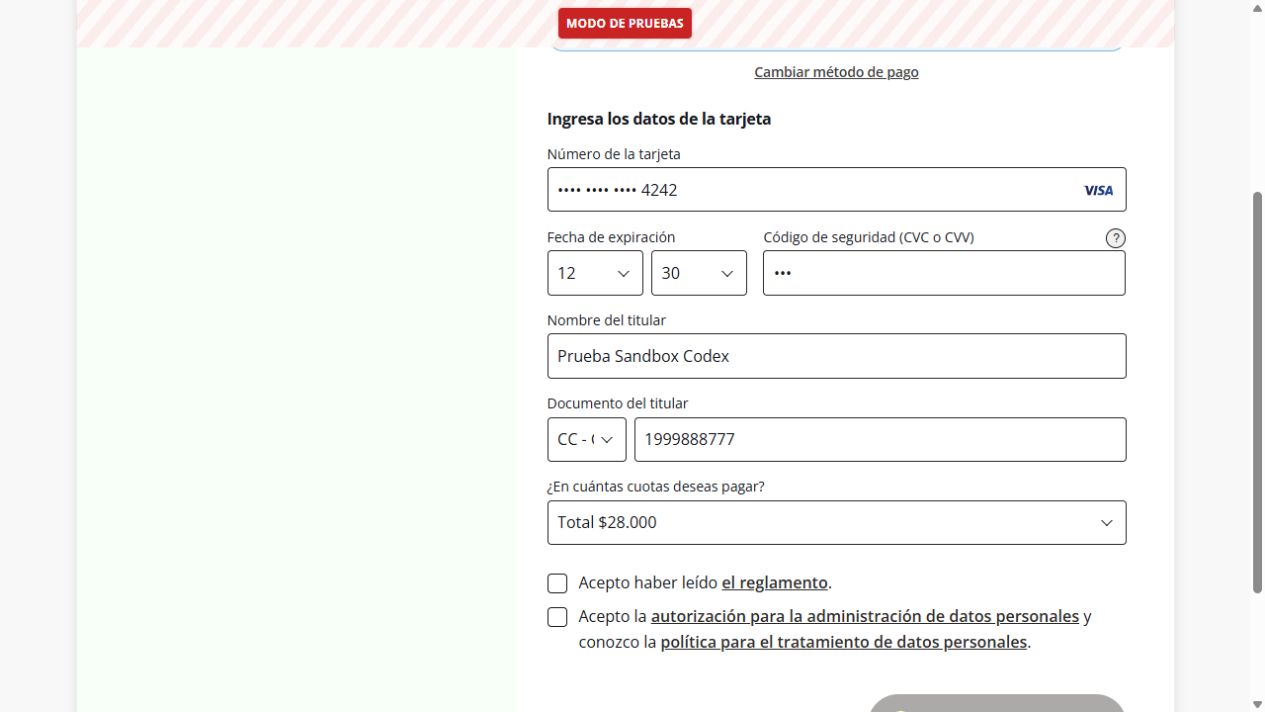 MODO DE PRUEBAS
Cambiar método de pago
Ingresa los datos de la tarjeta
Número de la tarjeta
•••• •••• •••• 4242 VISA
Fecha de expiración Código de seguridad (CVC o CVV) ?
12 30 •••
Nombre del titular
Prueba Sandbox Codex
Documento del titular
CC - 1999888777
¿En cuántas cuotas deseas pagar?
Total $28.000
Acepto haber leído el reglamento.
Acepto la autorización para la administración de datos personales y
conozco la política para el tratamiento de datos personales.